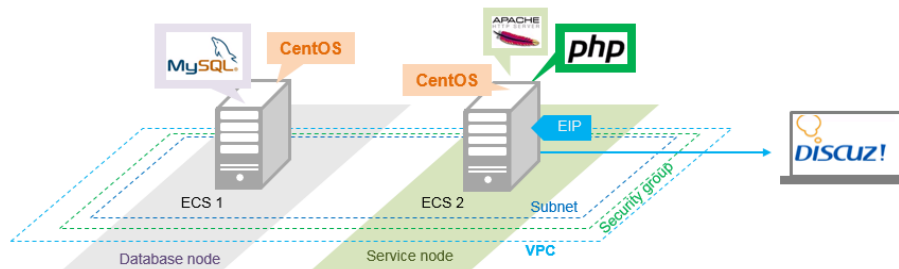 MySQL®
CentOS
APACHE
HTTP SERVER
php
CentOS
EIP
DISCUZ!
ECS 1
ECS 2
Subnet
Security group
VPC
Database node
Service node